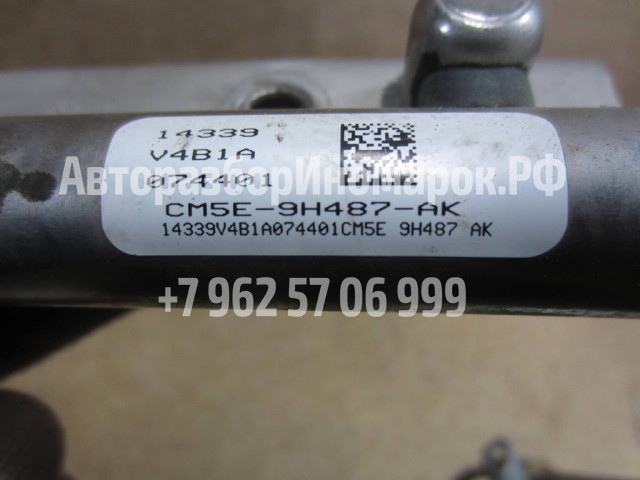 14339
V4B1A
074401
АвторазборИномарок.РФ
CM5E-9H487-AK
14339V4B1A074401CM5E 9H487 AK
+7 962 57 06 999